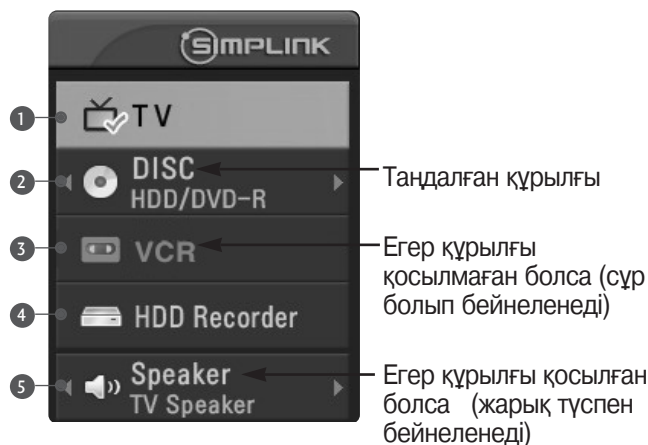 SIMPLINK
1 TV
2 DISC
HDD/DVD-R
Таңдалған құрылғы
3 VCR
Егер құрылғы
қосылмаған болса (сұр
болып бейнеленеді)
4 HDD Recorder
5 Speaker
TV Speaker
Егер құрылғы қосылған
болса (жарық түспен
бейнеленеді)